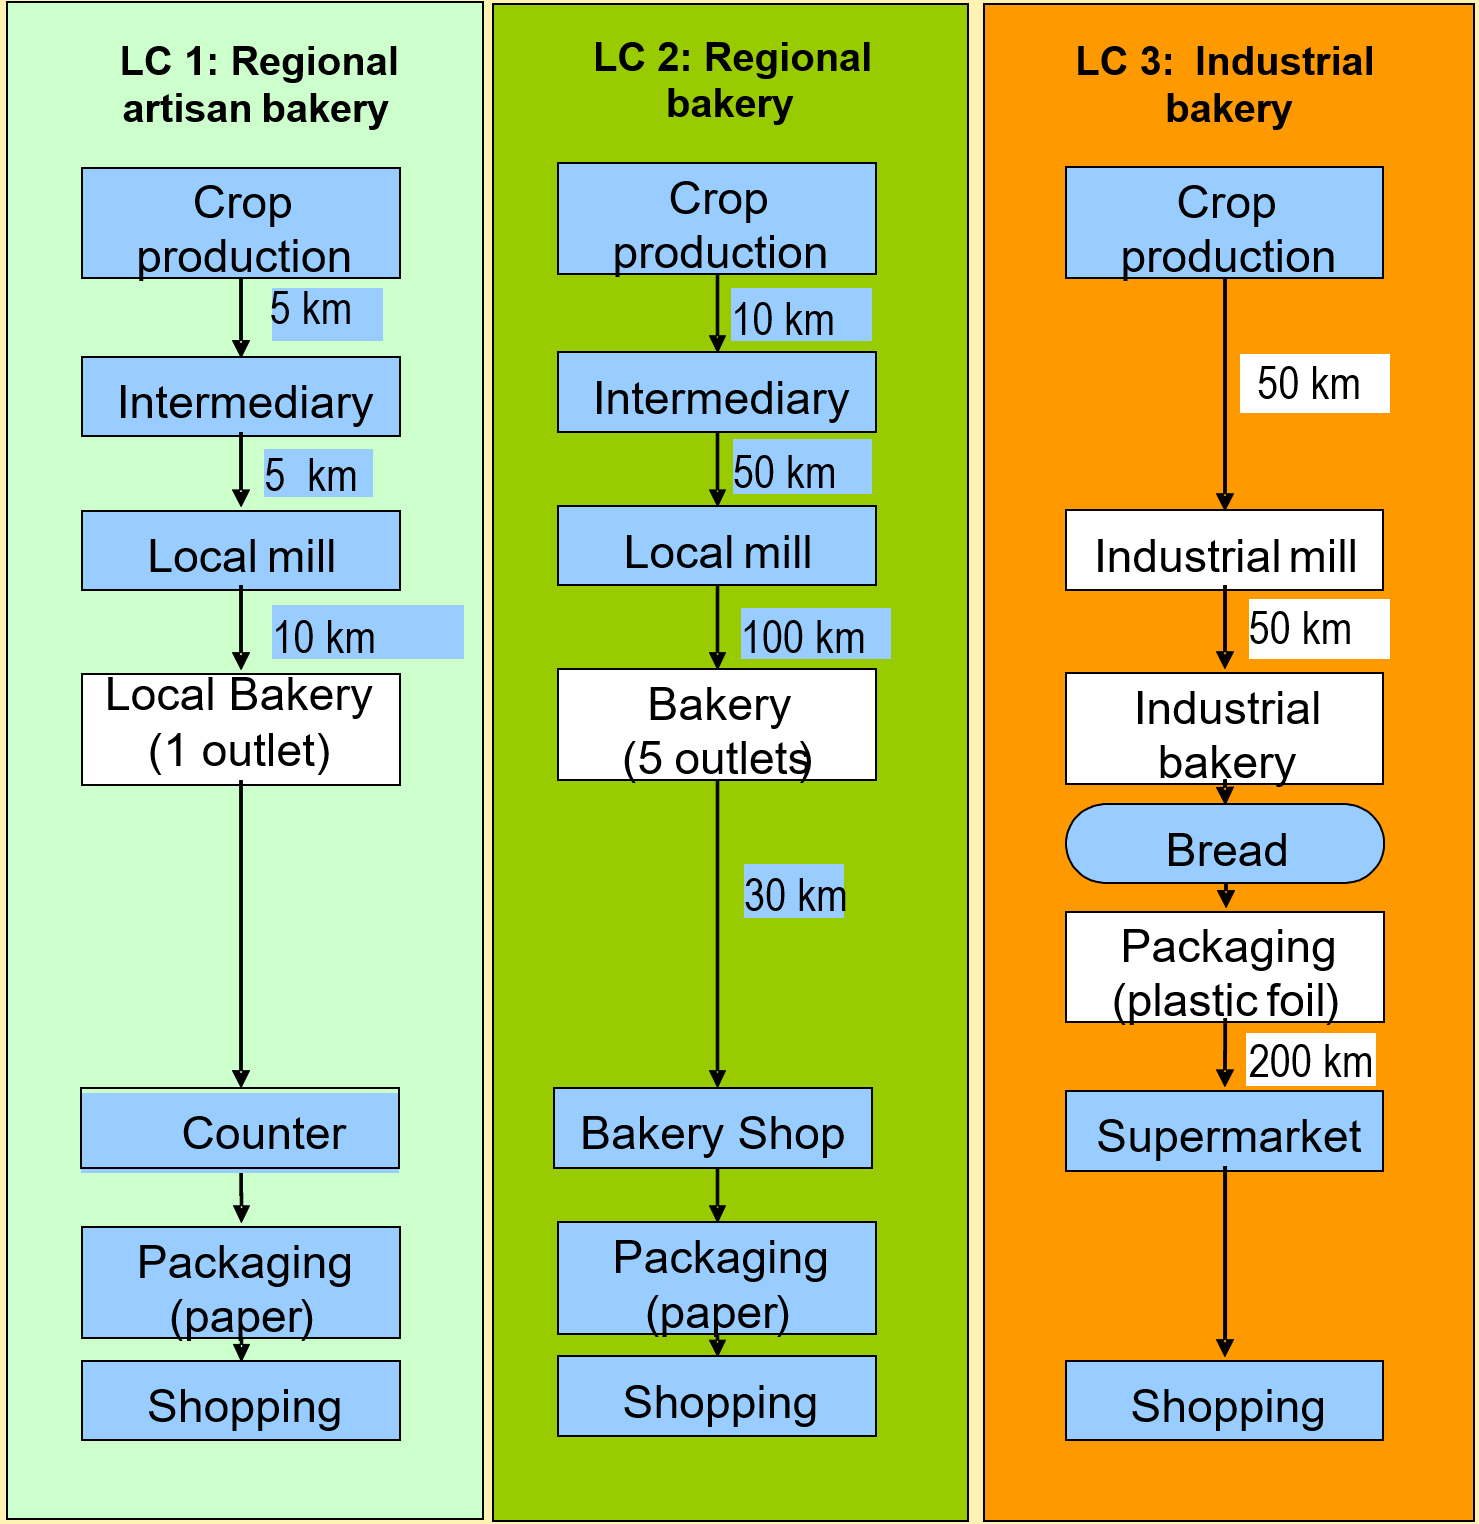 LC 1: Regional
artisan bakery
Crop
production
5 km
Intermediary
5 km
Local mill
10 km
Local Bakery
(1 outlet)
Counter
Packaging
(paper)
Shopping
LC 2: Regional
bakery
Crop
production
10 km
Intermediary
50 km
Local mill
100 km
Bakery
(5 outlets)
30 km
Bakery Shop
Packaging
(paper)
Shopping
LC 3: Industrial
bakery
Crop
production
50 km
Industrial mill
50 km
Industrial
bakery
Bread
Packaging
(plastic foil)
200 km
Supermarket
Shopping